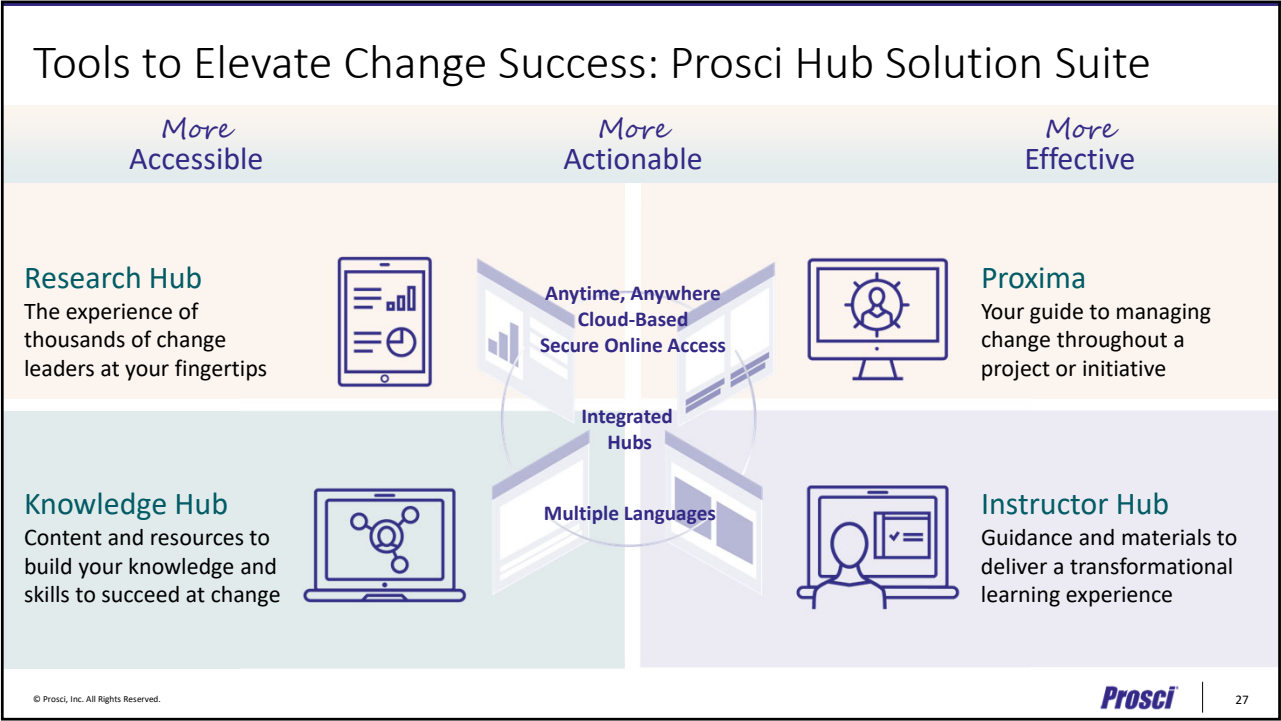 Tools to Elevate Change Success: Prosci Hub Solution Suite
More
Accessible
More
Actionable
More
Effective
Research Hub
The experience of
thousands of change
leaders at your fingertips
Anytime, Anywhere
Cloud-Based
Secure Online Access
Proxima
Your guide to managing
change throughout a
project or initiative
Integrated
Hubs
Knowledge Hub
Content and resources to
build your knowledge and
skills to succeed at change
Multiple Languages
Instructor Hub
Guidance and materials to
deliver a transformational
learning experience
© Prosci, Inc. All Rights Reserved.
Prosci
27